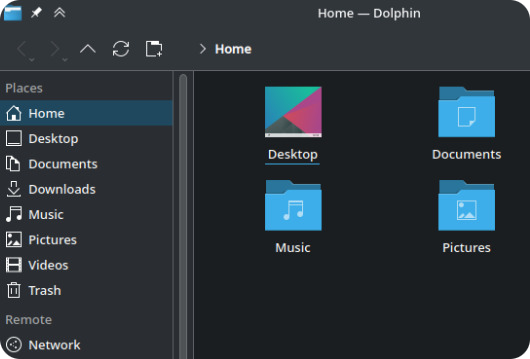 Home — Dolphin
Home
Places
Home
Desktop
Documents
Downloads
Music
Pictures
Videos
Trash
Remote
Network
Desktop
Documents
Music
Pictures